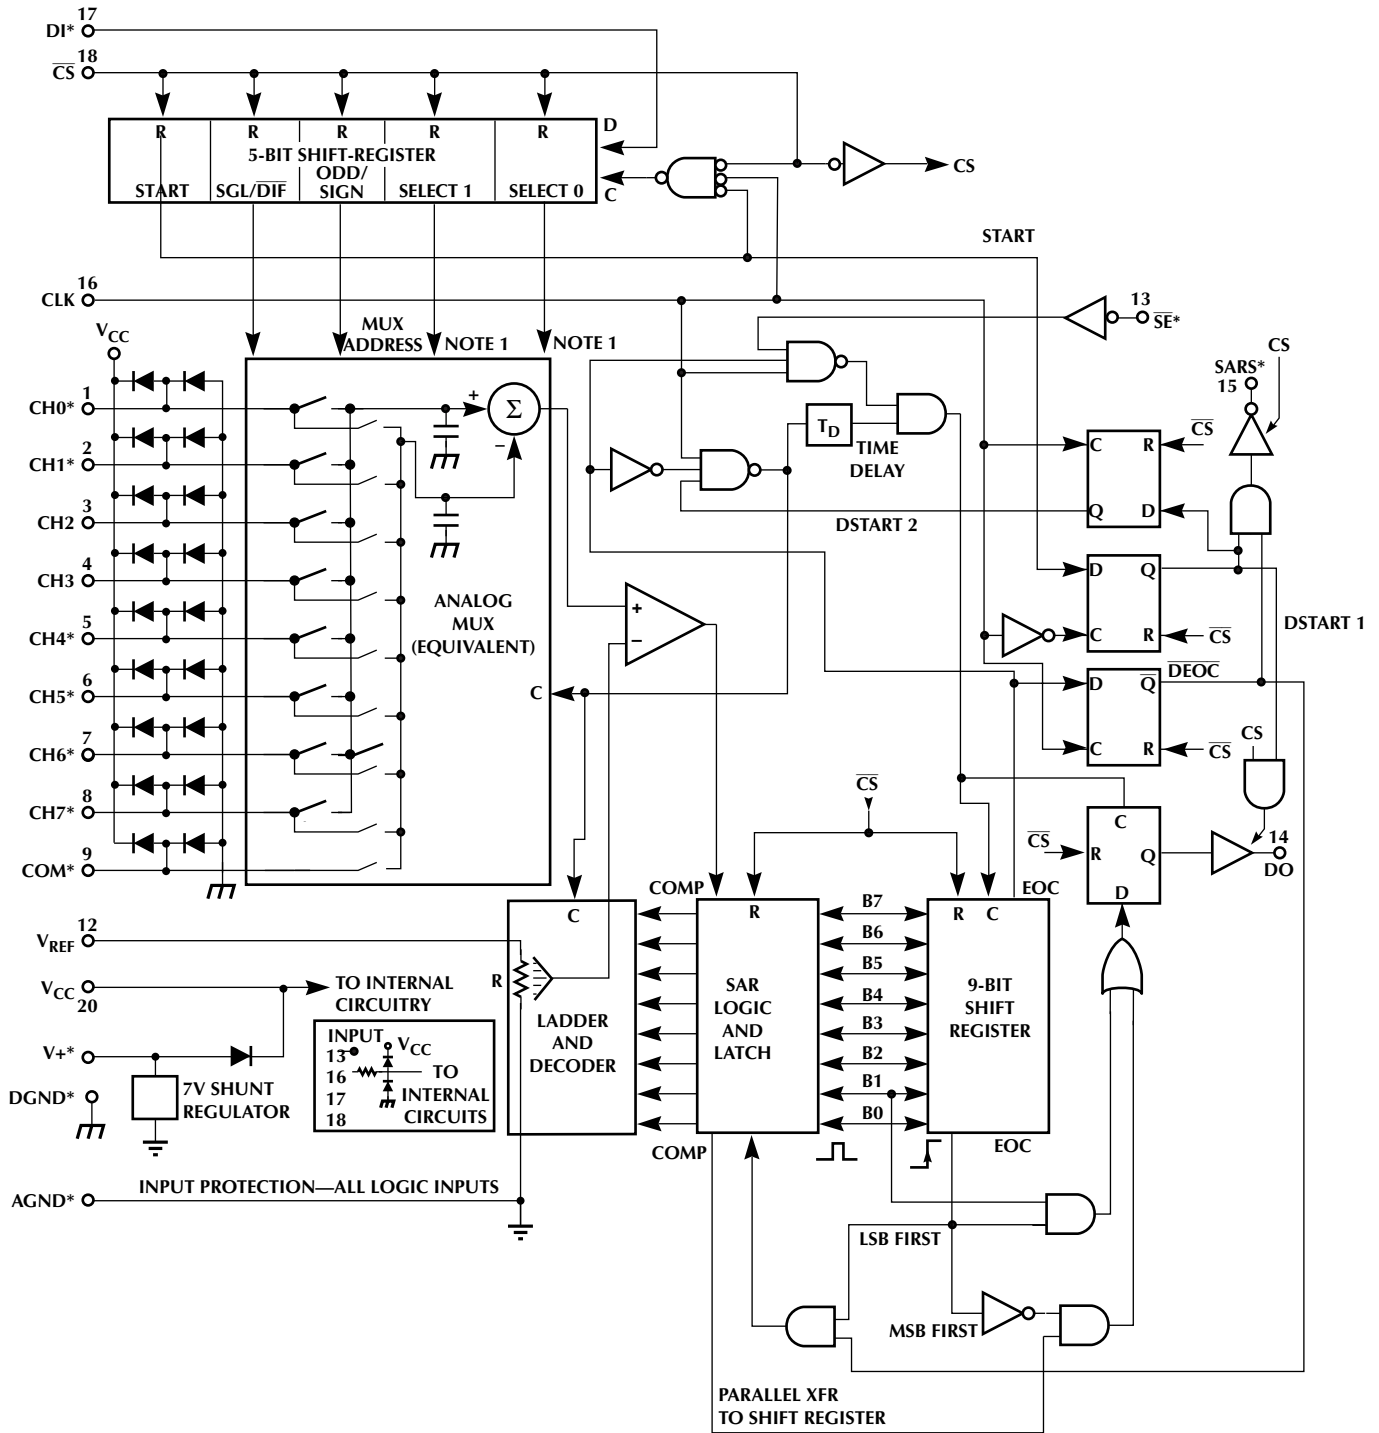 17
DI*
18
CS
R R R R R D
5-BIT SHIFT-REGISTER
START SGL/DIF ODD/ SIGN SELECT 1 SELECT 0 C
CS
START
16
CLK
13
SE*
VCC
MUX
ADDRESS NOTE 1 NOTE 1
CS
SARS*
15
1
CH0*
+
Σ
−
TD
TIME
DELAY
C R CS
2
CH1*
3
CH2
DSTART 2
Q D
4
CH3
D Q
ANALOG
MUX
(EQUIVALENT)
+
−
5
CH4*
C R CS
DSTART 1
6
CH5*
C
D Q DEOC
7
CH6*
C R CS
CS
8
CH7*
CS
C
CS R Q
14
DO
9
COM*
D
COMP EOC
C R B7 R C
12
VREF
B6
R
VCC
20
TO INTERNAL
CIRCUITRY
B5
SAR
LOGIC
AND
LATCH
9-BIT
SHIFT
REGISTER
B4
LADDER
AND
DECODER
B3
V+*
INPUT
13
16
17
18
VCC
TO
INTERNAL
CIRCUITS
B2
DGND*
7V SHUNT
REGULATOR
B1
B0
COMP EOC
AGND*
INPUT PROTECTION—ALL LOGIC INPUTS
LSB FIRST
MSB FIRST
PARALLEL XFR
TO SHIFT REGISTER